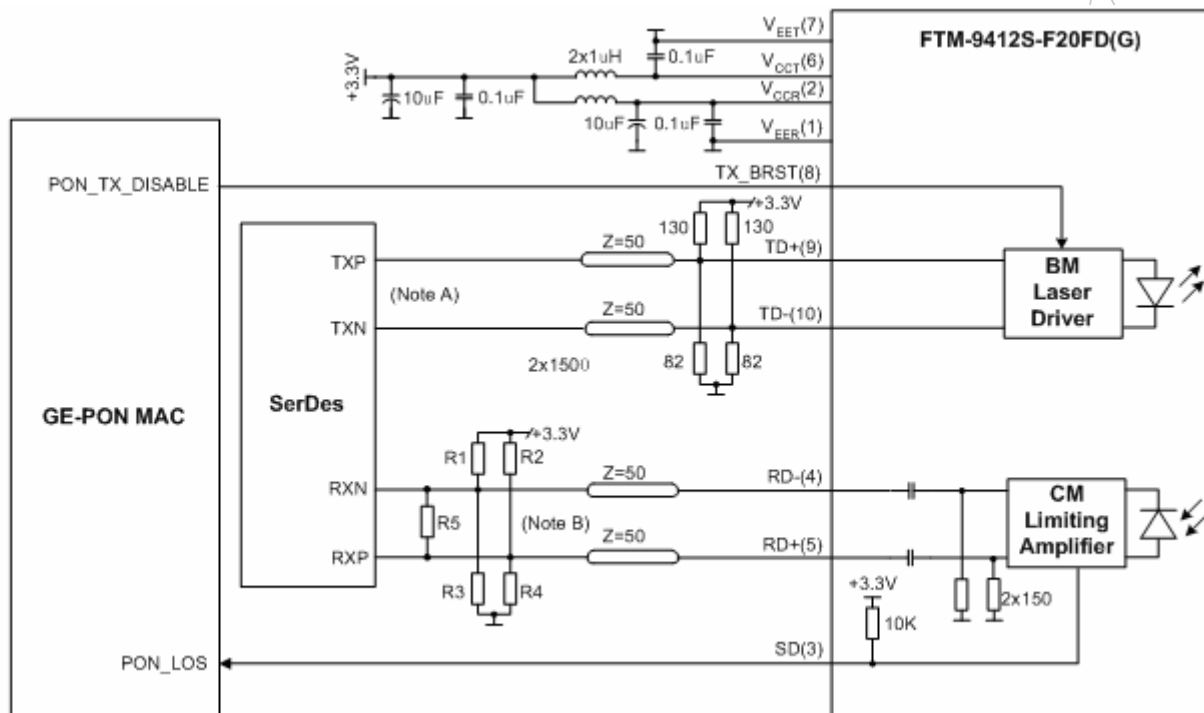 V_EET(7)
FTM-9412S-F20FD(G)
2x1uH
0.1uF
V_CCT(6)
+3.3V
10uF
0.1uF
V_CCR(2)
10uF
0.1uF
V_EER(1)
PON_TX_DISABLE
TX_BRST(8)
+3.3V
130
130
TXP
Z=50
TD+(9)
BM
Laser
Driver
(Note A)
TXN
Z=50
TD-(10)
2x150
82
82
GE-PON MAC
SerDes
+3.3V
R1
R2
RXN
Z=50
RD-(4)
CM
Limiting
Amplifier
R5
(Note B)
RXP
Z=50
RD+(5)
R3
R4
+3.3V
10K
2x150
PON_LOS
SD(3)